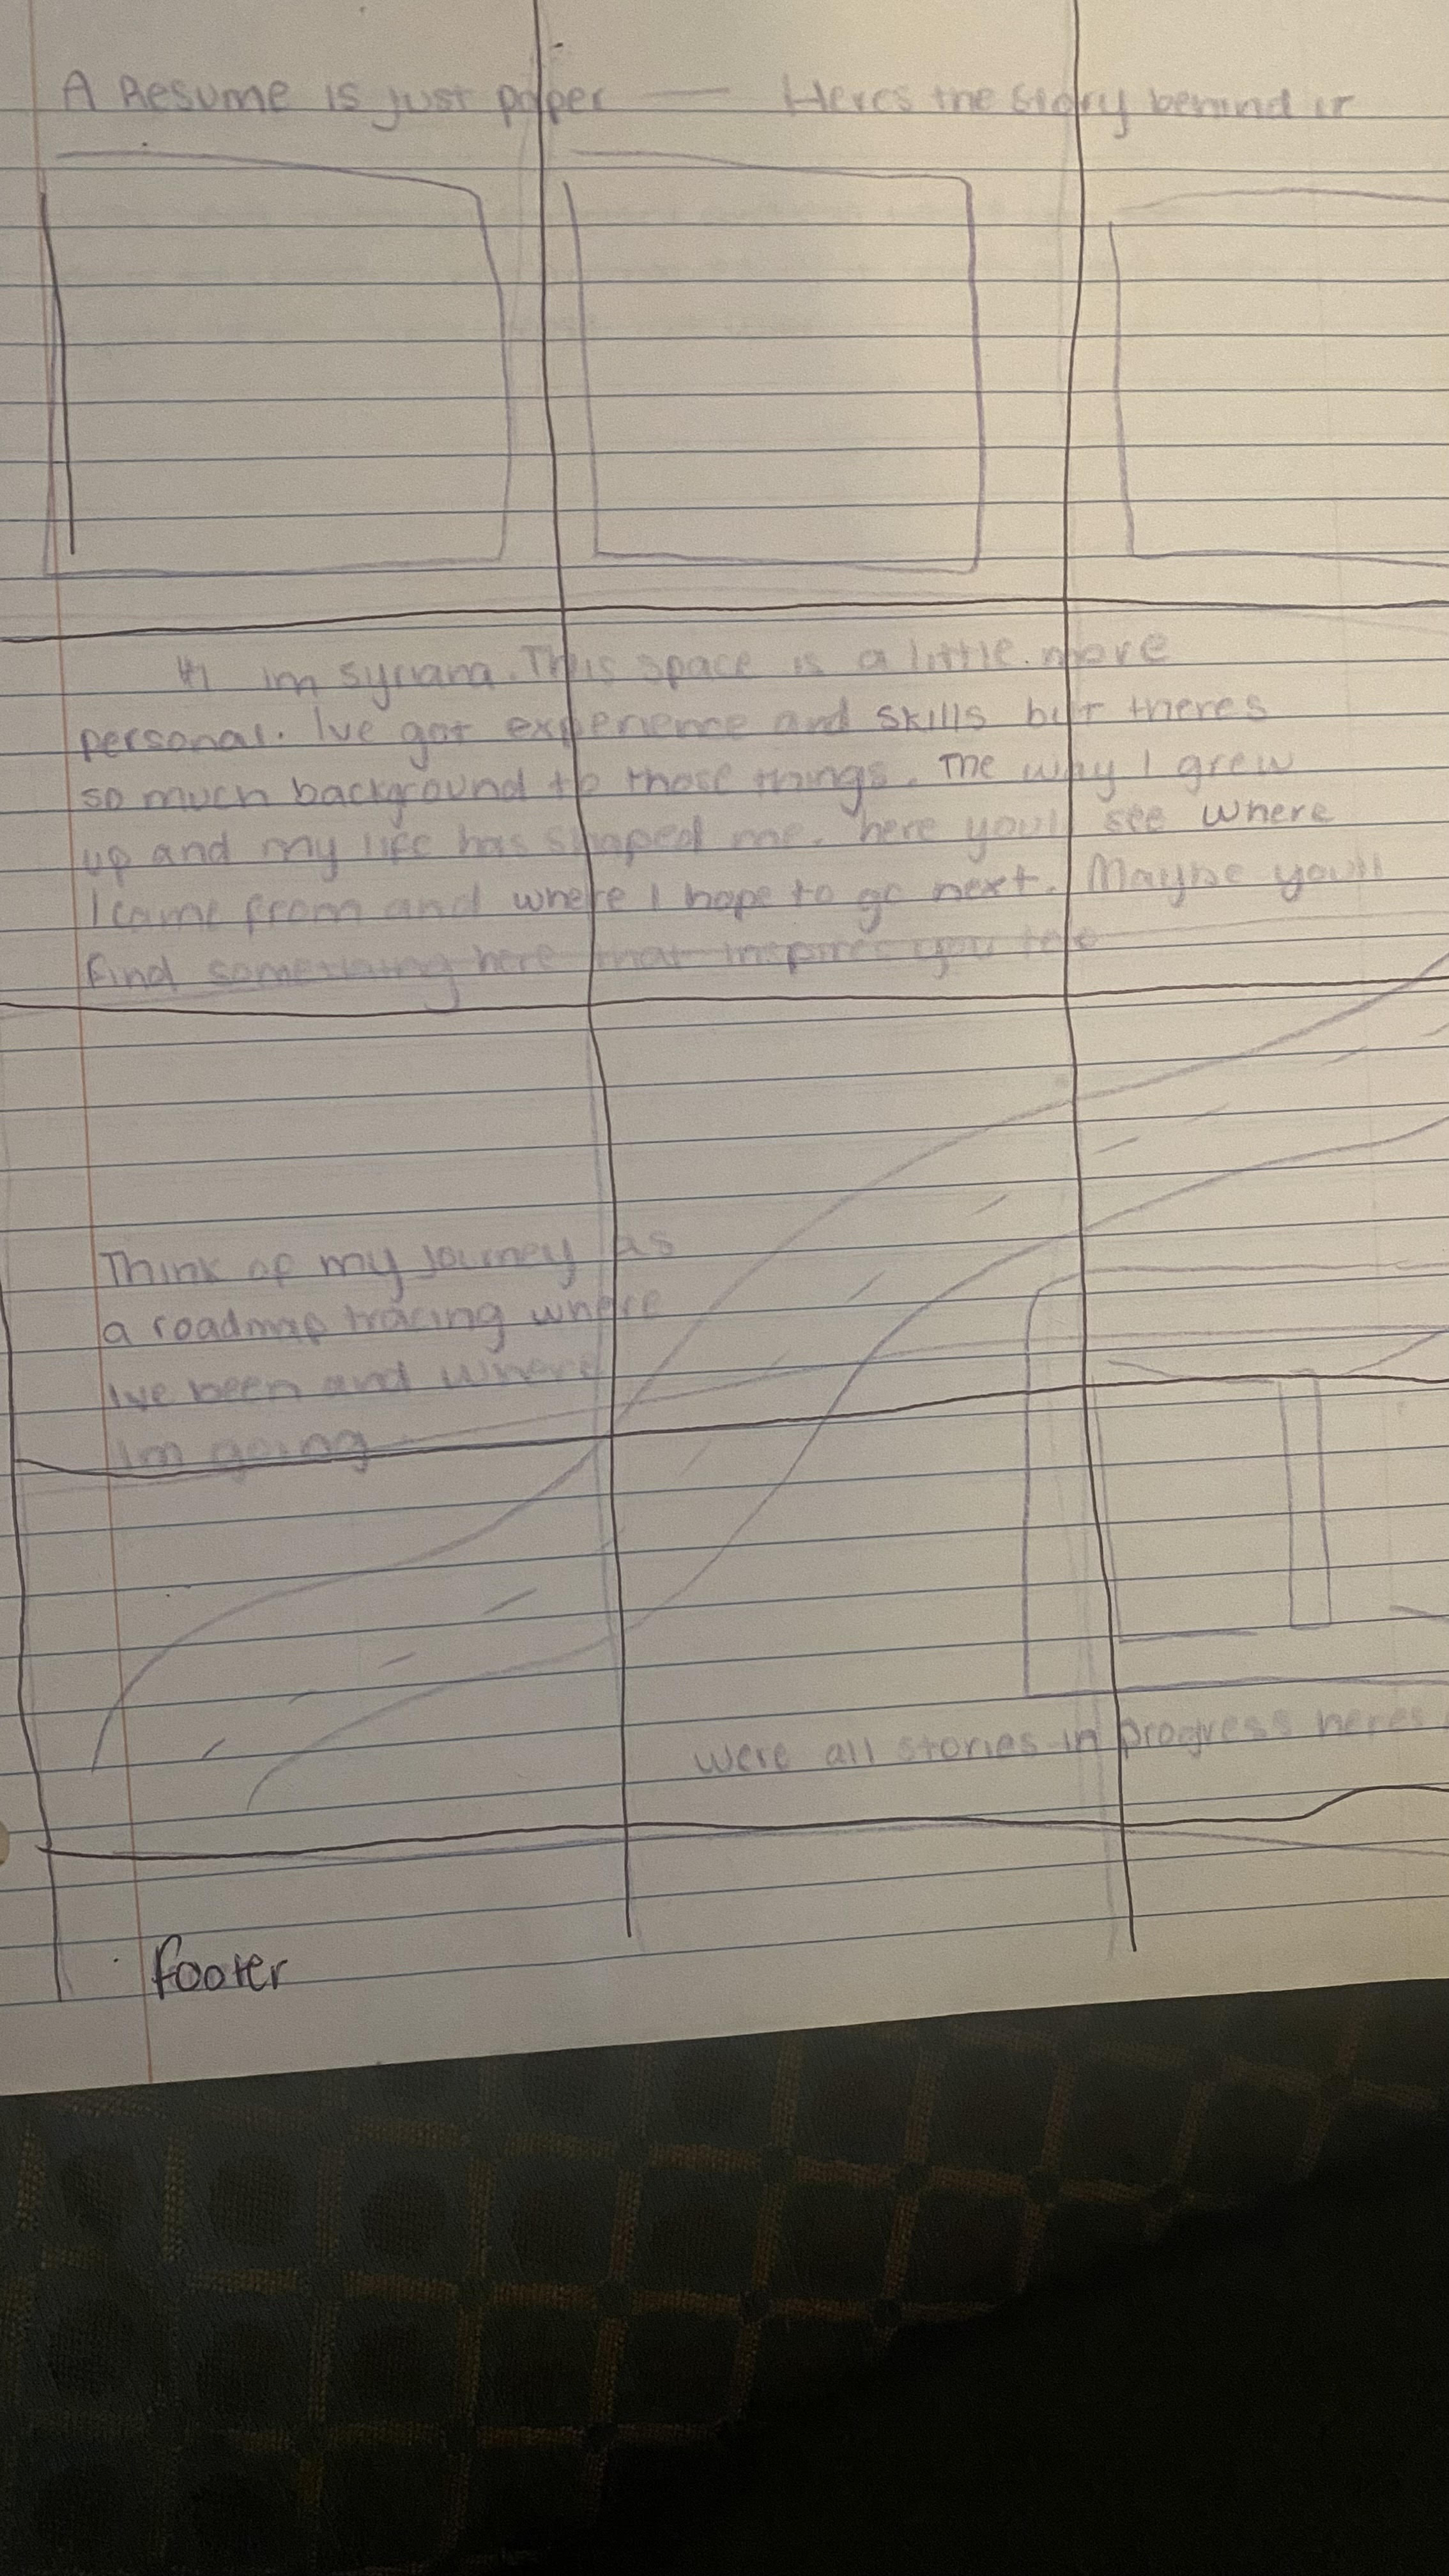 A Resume is just paper — Heres the story behind it
Hi im syriana. This space is a little more
personal. Ive got experience and skills but theres
so much background to those things. The way I grew
up and my life has shaped me. here youll see where
I came from and where I hope to go next. Maybe you'll
find something here that inspires you too
Think of my journey as
a roadmap tracing where
Ive been and where
im going
were all stories in progress heres
footer